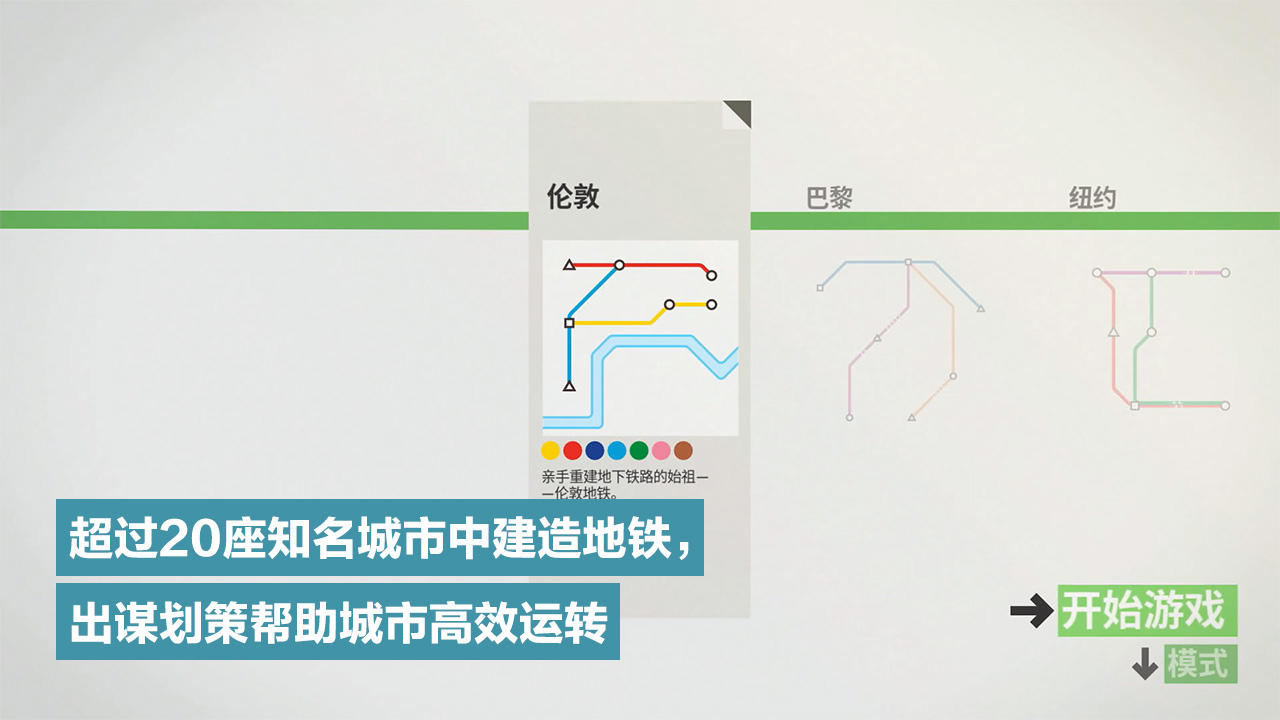 伦敦
巴黎
纽约
亲手重建地下铁路的始祖—
—伦敦地铁。
超过20座知名城市中建造地铁，
出谋划策帮助城市高效运转
开始游戏
模式